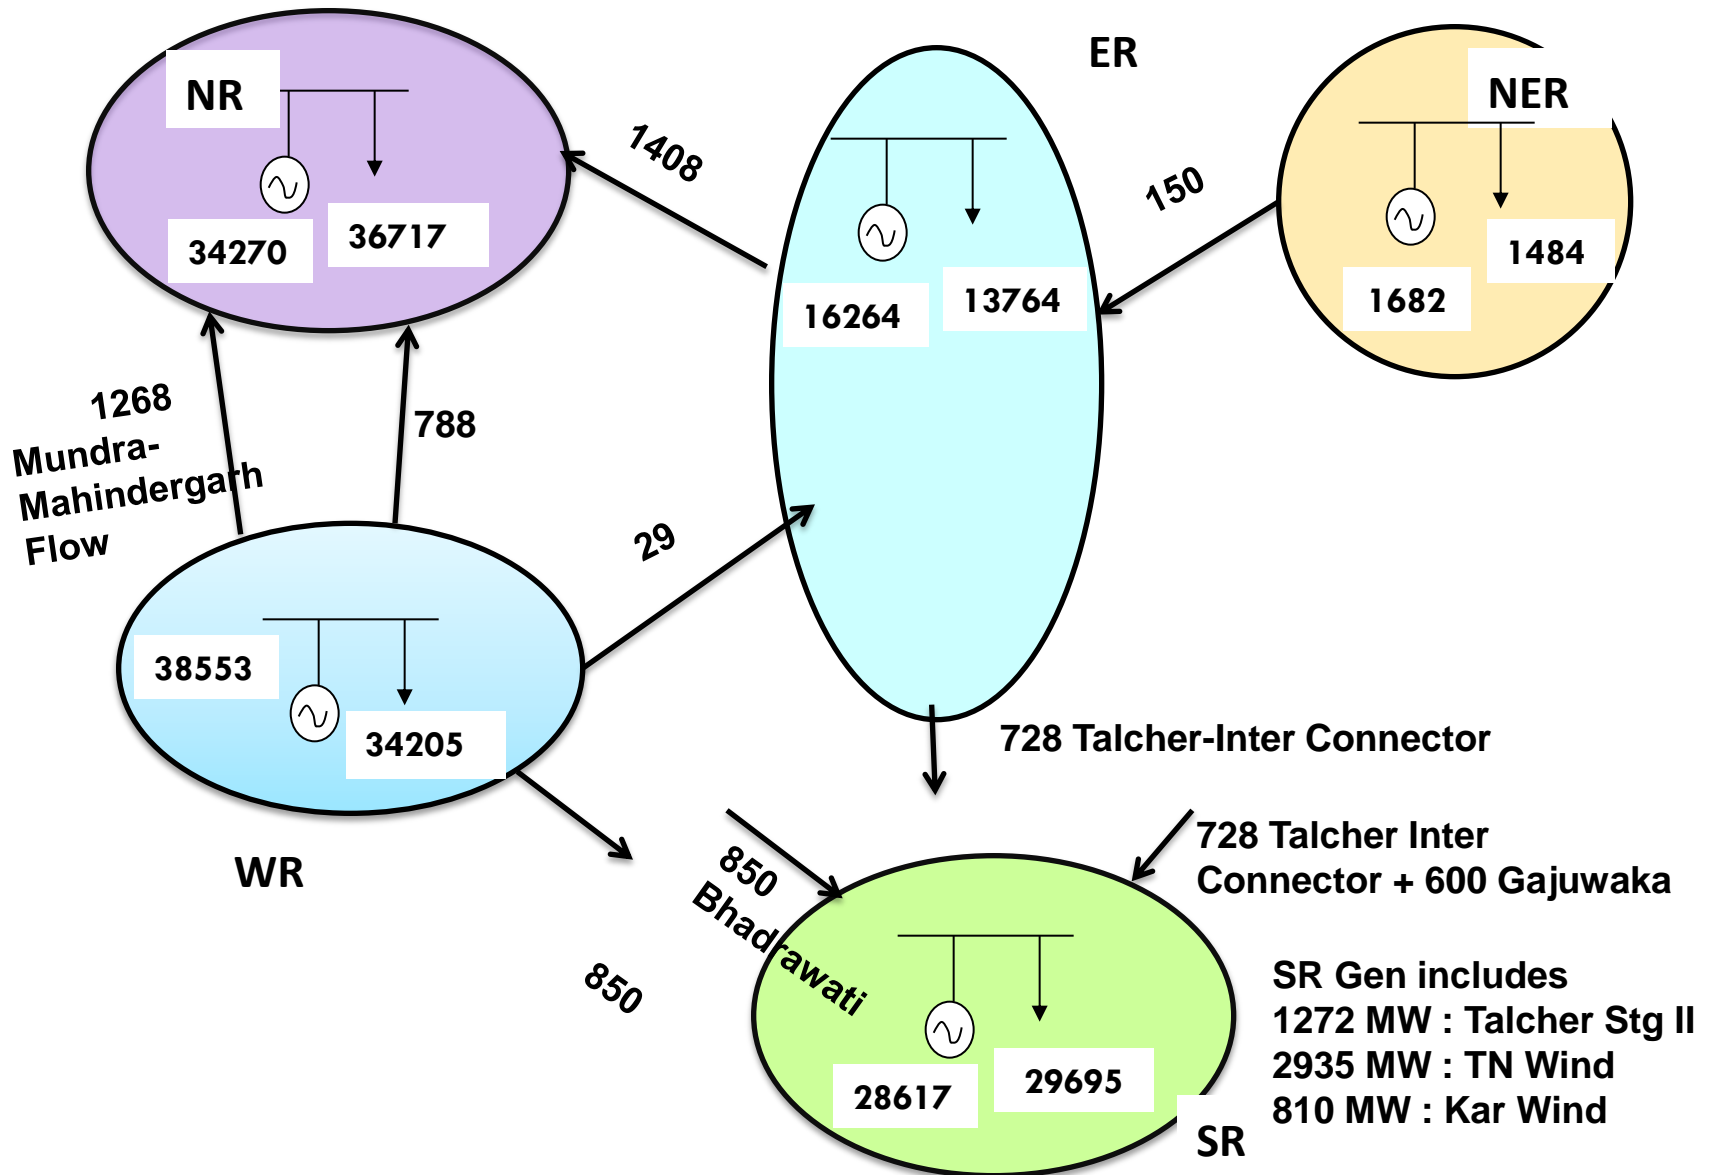 ER
NR
NER
1408
150
34270
36717
16264
13764
1682
1484
1268
Mundra-
Mahindergarh
Flow
788
29
38553
34205
WR
728 Talcher-Inter Connector
728 Talcher Inter
Connector + 600 Gajuwaka
850
Bhadrawati
850
28617
29695
SR
SR Gen includes
1272 MW : Talcher Stg II
2935 MW : TN Wind
810 MW : Kar Wind